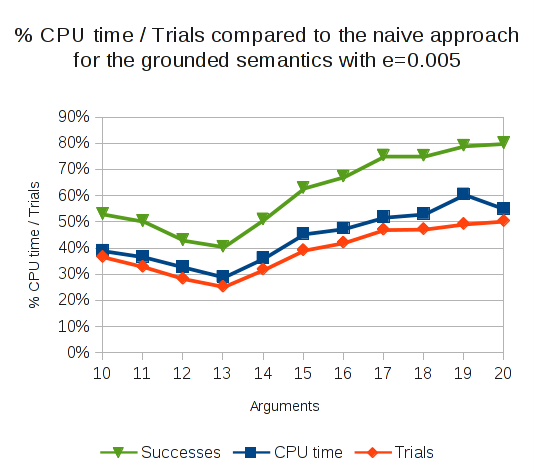 % CPU time / Trials compared to the naive approach
for the grounded semantics with e=0.005
90%
80%
70%
60%
50%
40%
30%
20%
10%
0%
% CPU time / Trials
10 11 12 13 14 15 16 17 18 19 20
Arguments
Successes CPU time Trials